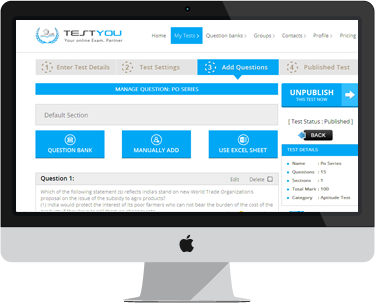 TESTYOU
Your online Exam. Partner
Home My Tests Question banks Groups Contacts Profile Pricing
1 Enter Test Details 2 Test Settings 3 Add Questions 4 Published Test
MANAGE QUESTION: PO SERIES
UNPUBLISH
THIS TEST NOW
Default Section
[ Test Status : Published ]
BACK
QUESTION BANK MANUALLY ADD USE EXCEL SHEET
TEST DETAILS
Name : Po Series
Questions : 15
Sections : 1
Total Mark : 100
Category : Aptitude Test
Question 1: Edit Delete
Which of the following statement (s) reflects India's stand on new World Trade Organization's
proposal on the issue of the subsidy to agro products?
(I) India would protect the interest of its poor farmers who can not bear the burden of the cost of the